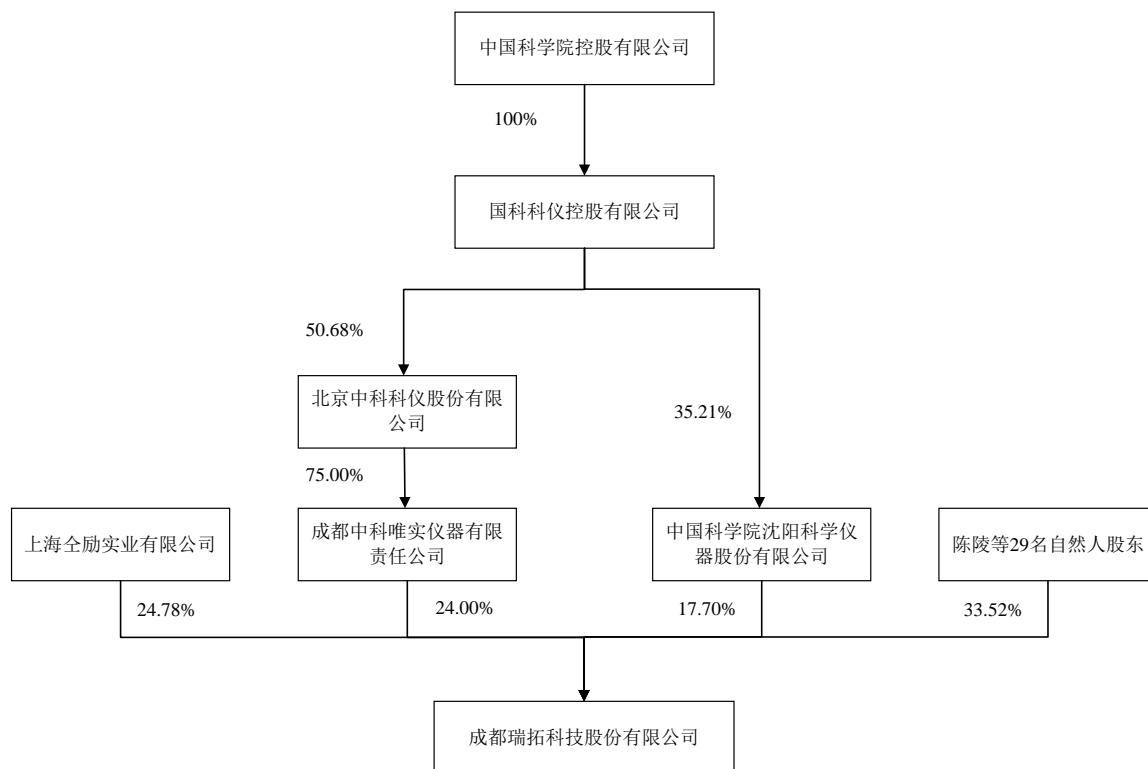 中国科学院控股有限公司
100%
国科科仪控股有限公司
50.68%
北京中科科仪股份有限
公司
35.21%
75.00%
上海仝励实业有限公司
成都中科唯实仪器有限
责任公司
中国科学院沈阳科学仪
器股份有限公司
陈陵等29名自然人股东
24.78%
24.00%
17.70%
33.52%
成都瑞拓科技股份有限公司